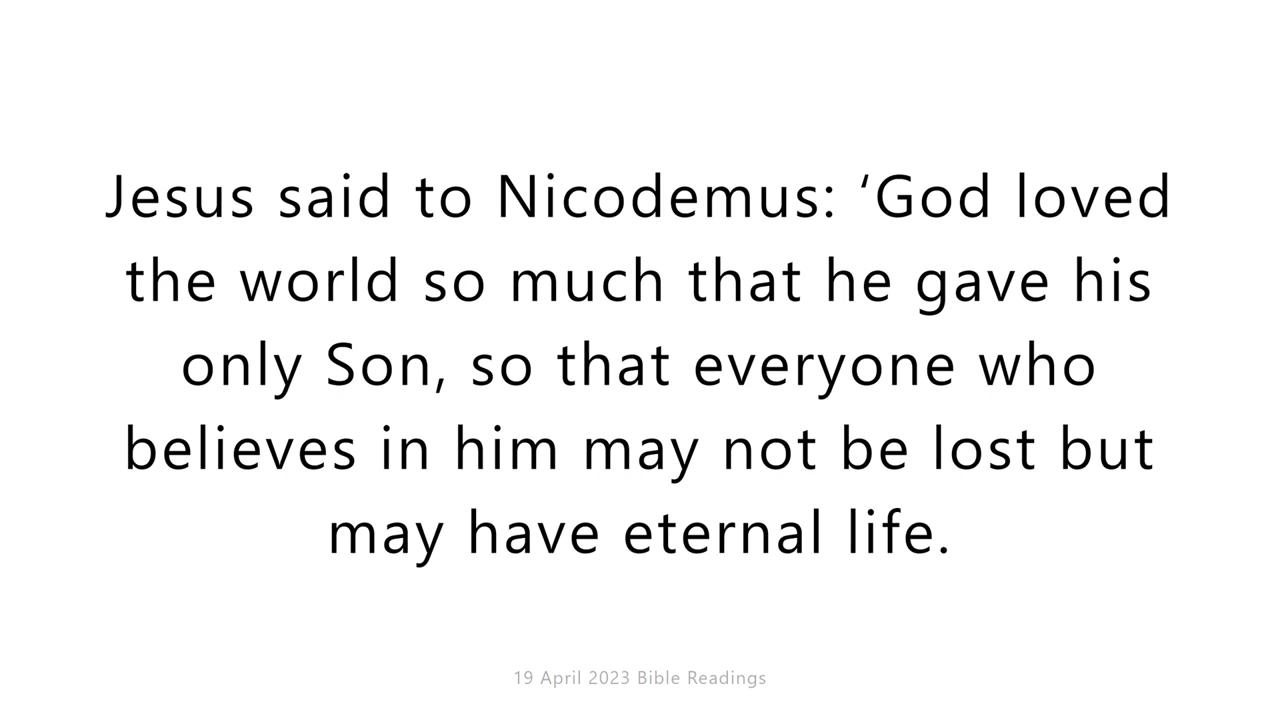 Jesus said to Nicodemus: ‘God loved
the world so much that he gave his
only Son, so that everyone who
believes in him may not be lost but
may have eternal life.
19 April 2023 Bible Readings